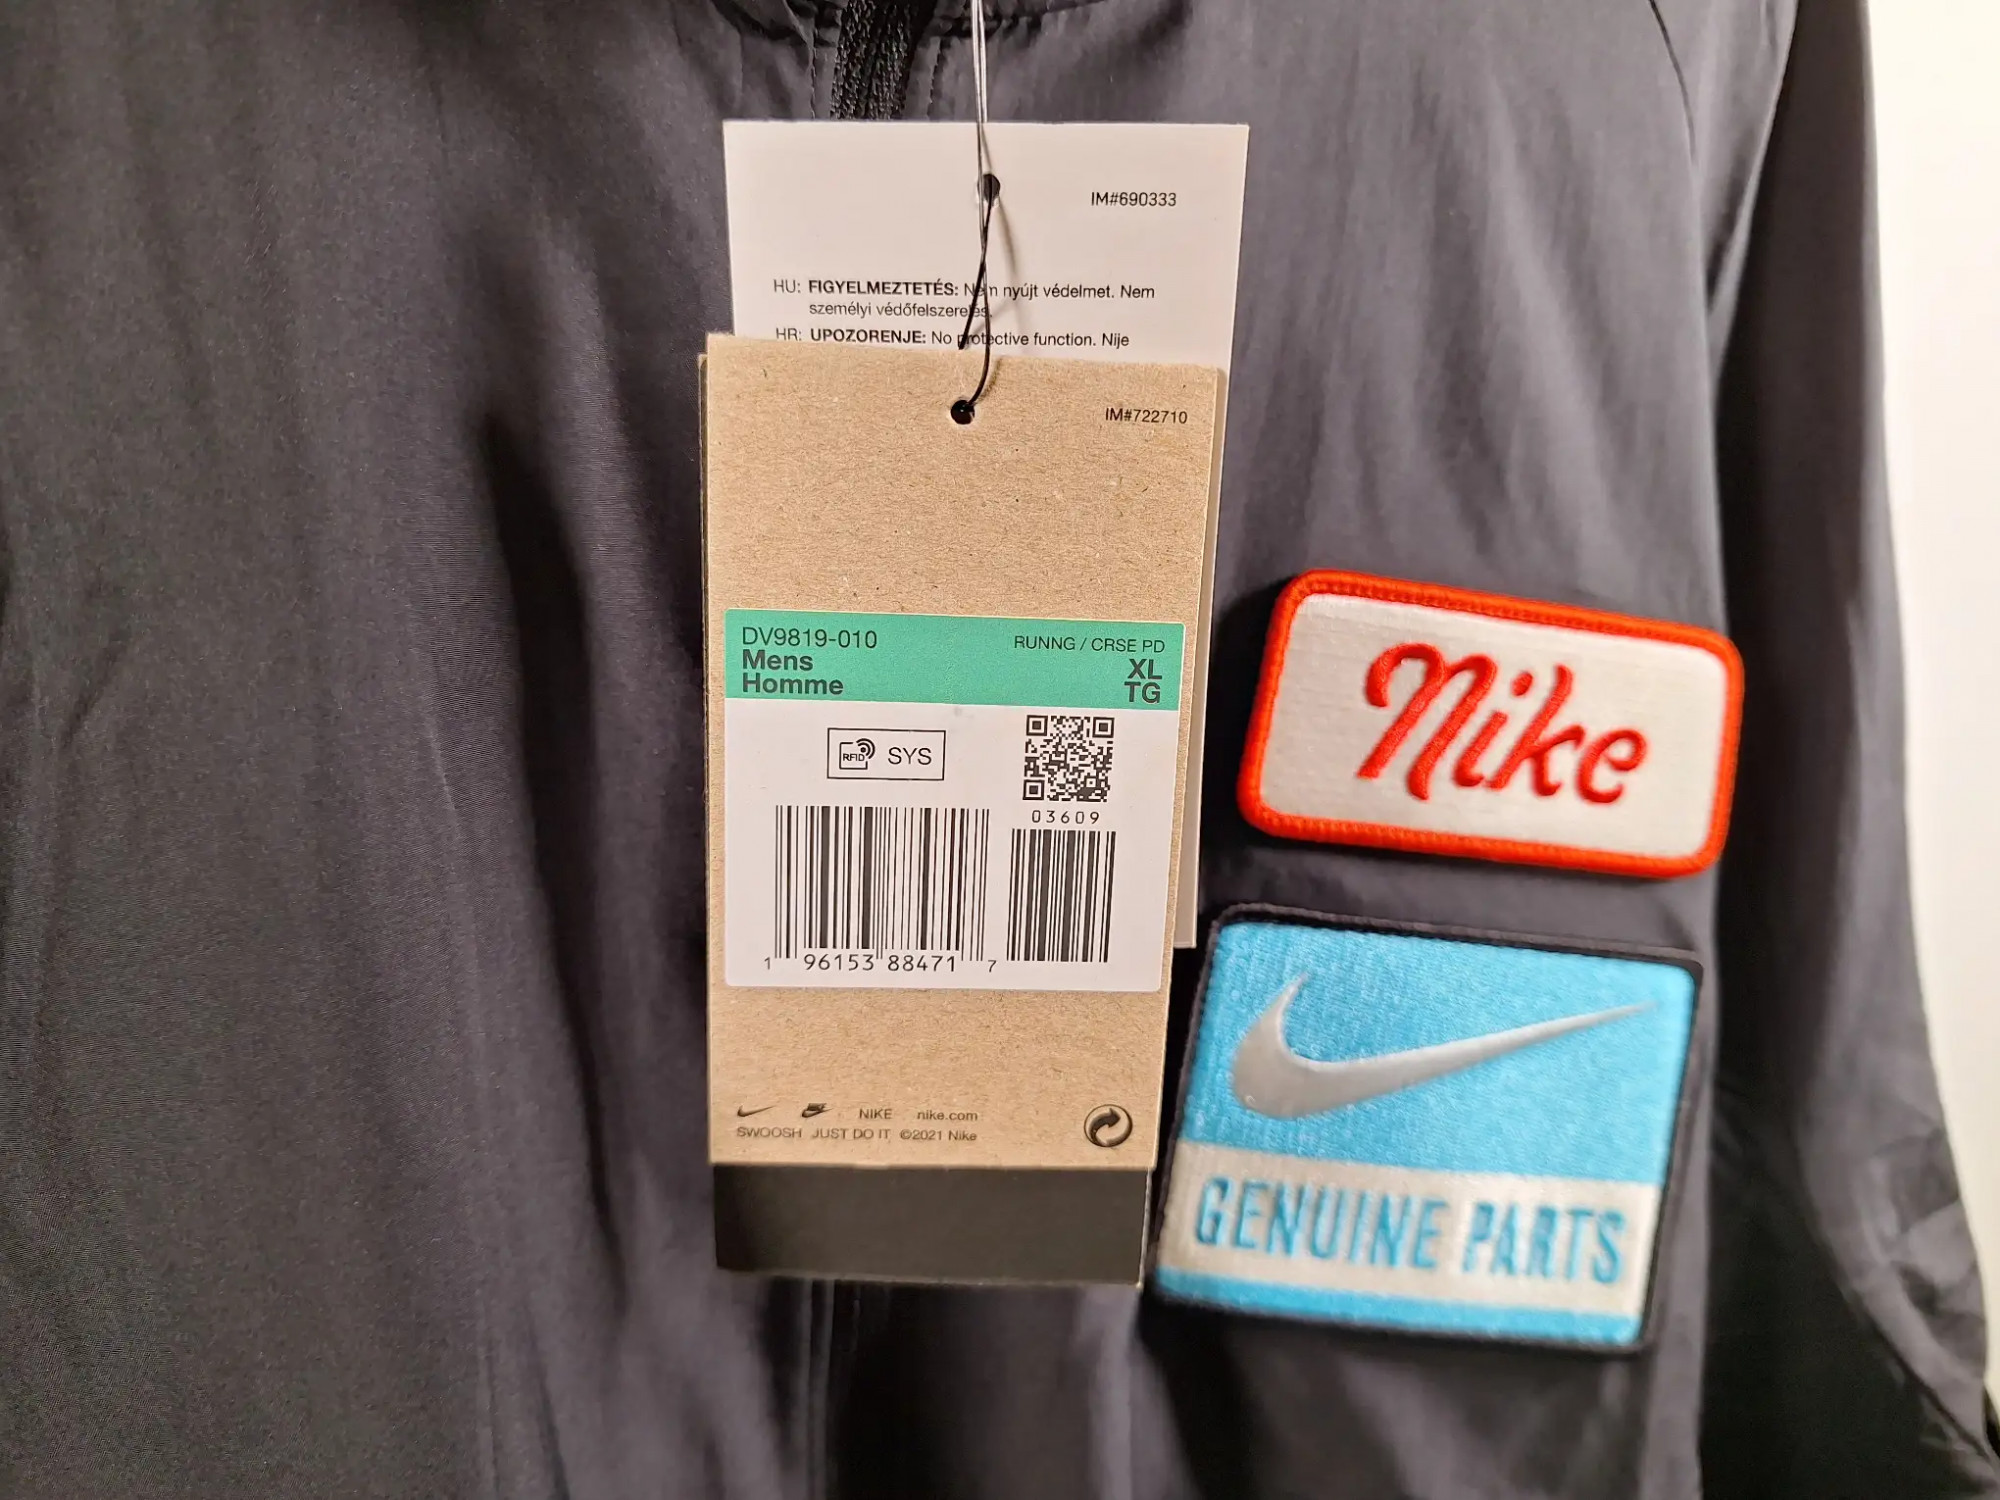 IM#690333
HU: FIGYELMEZTETÉS: Nem nyújt védelmet. Nem
személyi védőfelszerelés.
HR: UPOZORENJE: No protective function. Nije
IM#722710
DV9819-010
RUNNG / CRSE PD
Mens
XL
Homme
TG
RFID SYS
03609
1 96153 88471 7
NIKE nike.com
SWOOSH JUST DO IT ©2021 Nike
Nike
GENUINE PARTS